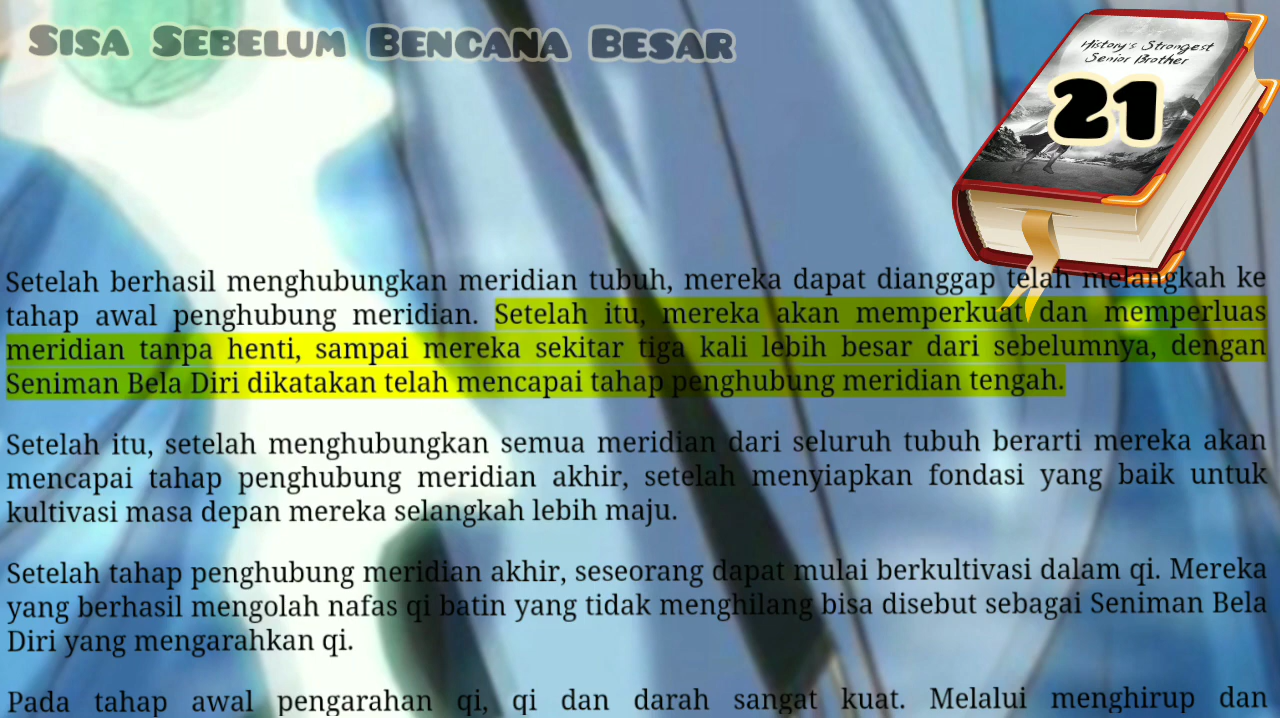 Sisa Sebelum Bencana Besar
History's Strongest
Senior Brother
21
Setelah berhasil menghubungkan meridian tubuh, mereka dapat dianggap telah melangkah ke
tahap awal penghubung meridian. Setelah itu, mereka akan memperkuat dan memperluas
meridian tanpa henti, sampai mereka sekitar tiga kali lebih besar dari sebelumnya, dengan
Seniman Bela Diri dikatakan telah mencapai tahap penghubung meridian tengah.
Setelah itu, setelah menghubungkan semua meridian dari seluruh tubuh berarti mereka akan
mencapai tahap penghubung meridian akhir, setelah menyiapkan fondasi yang baik untuk
kultivasi masa depan mereka selangkah lebih maju.
Setelah tahap penghubung meridian akhir, seseorang dapat mulai berkultivasi dalam qi. Mereka
yang berhasil mengolah nafas qi batin yang tidak menghilang bisa disebut sebagai Seniman Bela
Diri yang mengarahkan qi.
Pada tahap awal pengarahan qi, qi dan darah sangat kuat. Melalui menghirup dan